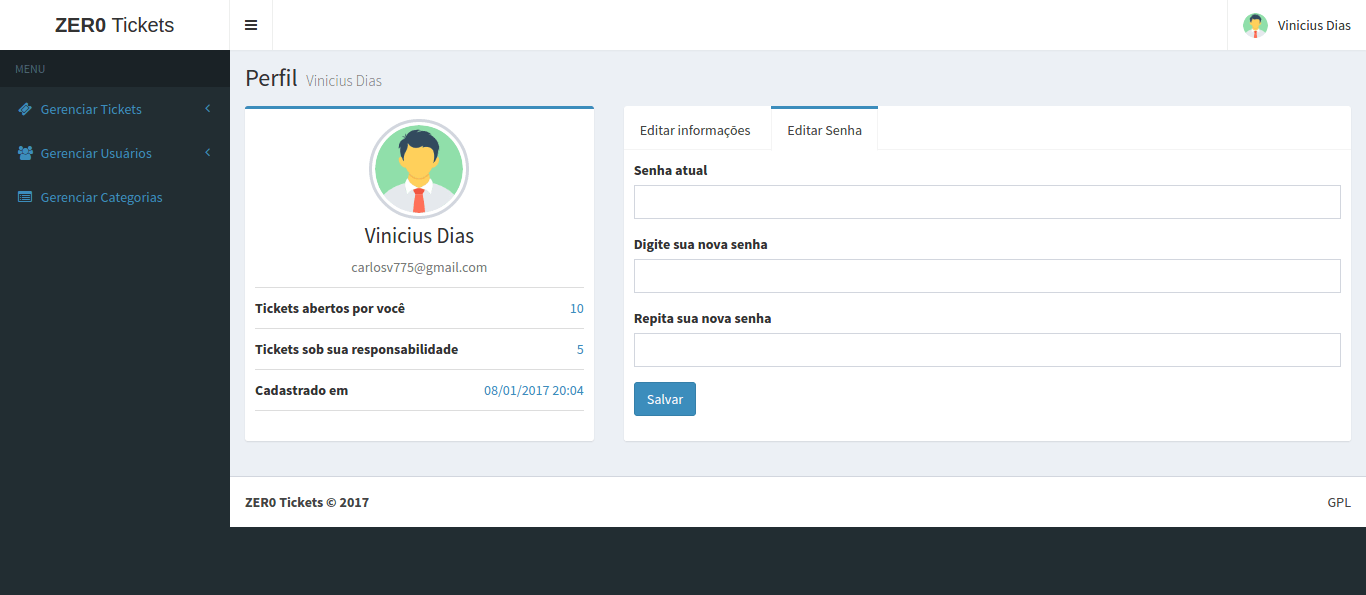 ZER0 Tickets
Vinicius Dias
MENU
Gerenciar Tickets
Gerenciar Usuários
Gerenciar Categorias
Perfil Vinicius Dias
Vinicius Dias
carlosv775@gmail.com
Tickets abertos por você 10
Tickets sob sua responsabilidade 5
Cadastrado em 08/01/2017 20:04
Editar informações Editar Senha
Senha atual
Digite sua nova senha
Repita sua nova senha
Salvar
ZER0 Tickets © 2017 GPL